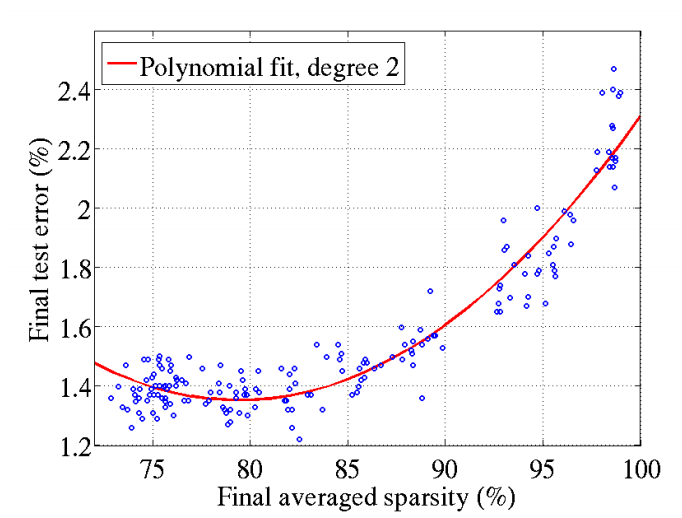 Polynomial fit, degree 2
2.4
2.2
2
1.8
1.6
1.4
1.2
Final test error (%)
75 80 85 90 95 100
Final averaged sparsity (%)